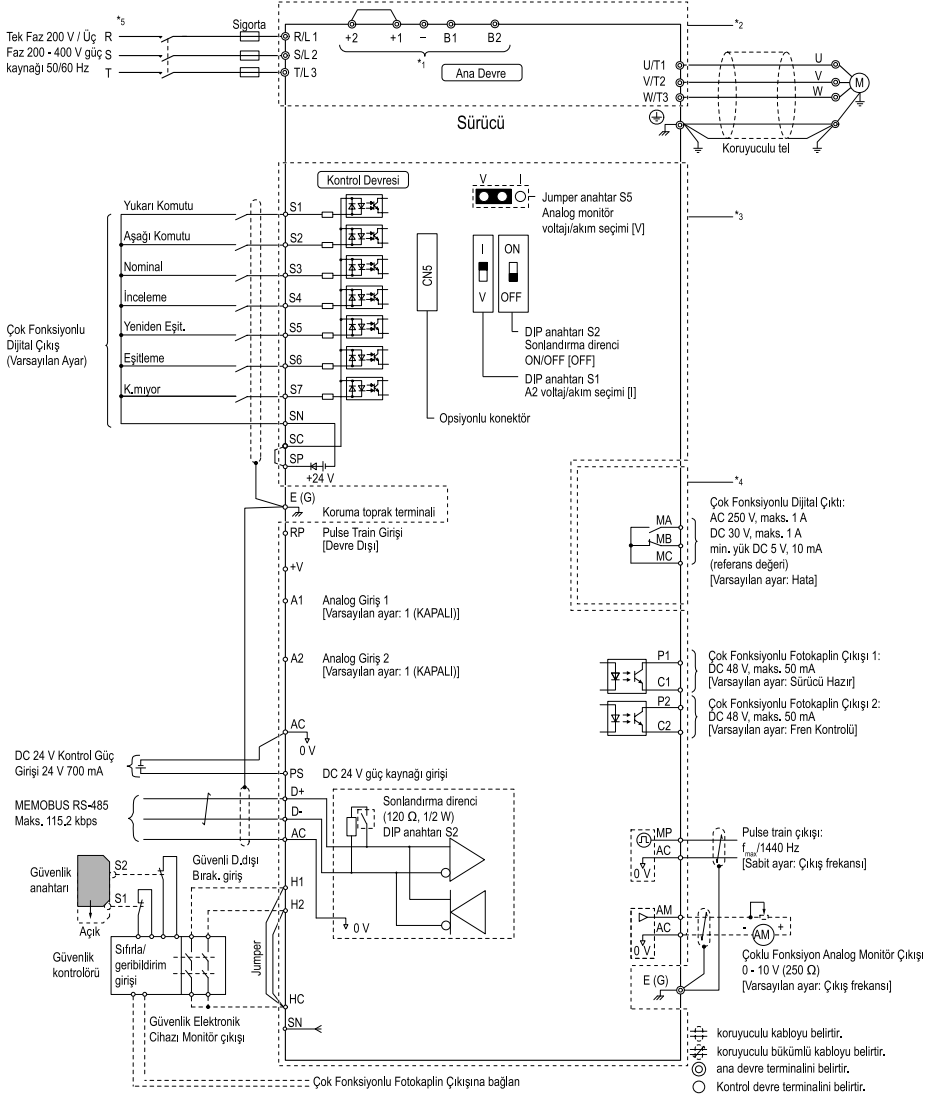 *5
Tek Faz 200 V / Üç
Faz 200 - 400 V güç
kaynağı 50/60 Hz
R
S
T
Sigorta
R/L 1
S/L 2
T/L 3
+2
+1
–
B1
B2
*1
Ana Devre
*2
U/T1
V/T2
W/T3
U
V
W
M
Sürücü
Koruyuculu tel
Kontrol Devresi
V
I
Jumper anahtar S5
Analog monitör
voltajı/akım seçimi [V]
*3
Çok Fonksiyonlu
Dijital Çıkış
(Varsayılan Ayar)
Yukarı Komutu
Aşağı Komutu
Nominal
İnceleme
Yeniden Eşit.
Eşitleme
K.mıyor
S1
S2
S3
S4
S5
S6
S7
SN
SC
SP
+24 V
CN5
I
V
ON
OFF
DIP anahtarı S2
Sonlandırma direnci
ON/OFF [OFF]
DIP anahtarı S1
A2 voltaj/akım seçimi [I]
Opsiyonlu konektör
*4
E (G)
Koruma toprak terminali
RP
Pulse Train Girişi
[Devre Dışı]
+V
A1
Analog Giriş 1
[Varsayılan ayar: 1 (KAPALI)]
A2
Analog Giriş 2
[Varsayılan ayar: 1 (KAPALI)]
MA
MB
MC
Çok Fonksiyonlu Dijital Çıktı:
AC 250 V, maks. 1 A
DC 30 V, maks. 1 A
min. yük DC 5 V, 10 mA
(referans değeri)
[Varsayılan ayar: Hata]
P1
C1
Çok Fonksiyonlu Fotokaplin Çıkışı 1:
DC 48 V, maks. 50 mA
[Varsayılan ayar: Sürücü Hazır]
P2
C2
Çok Fonksiyonlu Fotokaplin Çıkışı 2:
DC 48 V, maks. 50 mA
[Varsayılan ayar: Fren Kontrolü]
AC
0 V
DC 24 V Kontrol Güç
Girişi 24 V 700 mA
PS
DC 24 V güç kaynağı girişi
MEMOBUS RS-485
Maks. 115.2 kbps
D+
D-
AC
Sonlandırma direnci
(120 Ω, 1/2 W)
DIP anahtarı S2
0 V
MP
AC
0 V
Pulse train çıkışı:
fmax/1440 Hz
[Sabit ayar: Çıkış frekansı]
AM
AC
0 V
-
AM
+
Çoklu Fonksiyon Analog Monitör Çıkışı
0 - 10 V (250 Ω)
[Varsayılan ayar: Çıkış frekansı]
E (G)
Güvenlik
anahtarı
S2
S1
Açık
Güvenli D.dışı
Bırak. giriş
H1
H2
Jumper
HC
SN
Güvenlik
kontrolörü
Sıfırla/
geribildirim
girişi
Güvenlik Elektronik
Cihazı Monitör çıkışı
Çok Fonksiyonlu Fotokaplin Çıkışına bağlan
koruyuculu kabloyu belirtir.
koruyuculu bükümlü kabloyu belirtir.
ana devre terminalini belirtir.
Kontrol devre terminalini belirtir.